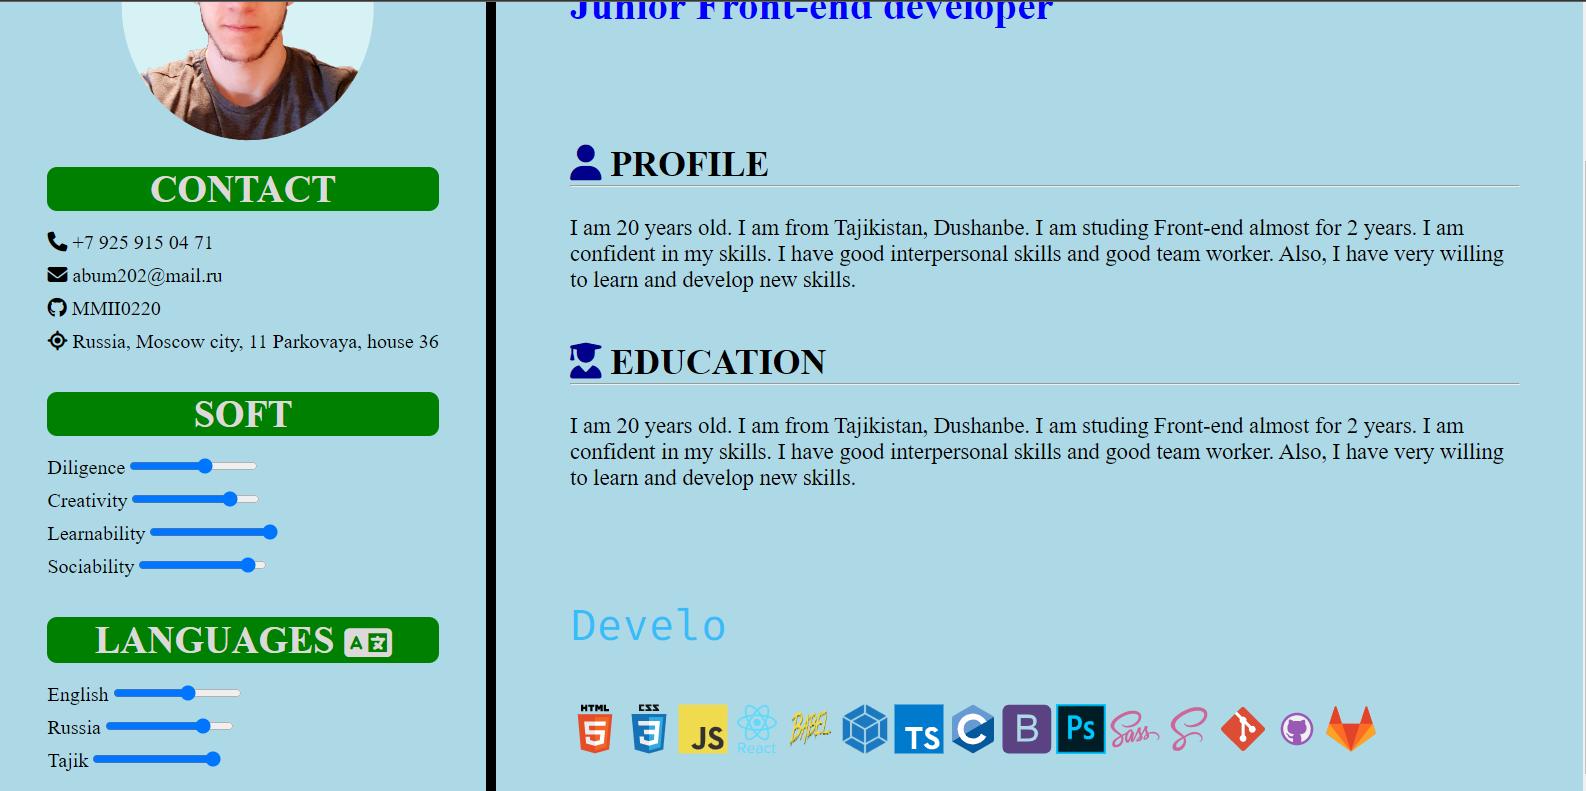 Junior Front-end developer
CONTACT
+7 925 915 04 71
abum202@mail.ru
MMII0220
Russia, Moscow city, 11 Parkovaya, house 36
SOFT
Diligence
Creativity
Learnability
Sociability
LANGUAGES A
English
Russia
Tajik
PROFILE
I am 20 years old. I am from Tajikistan, Dushanbe. I am studing Front-end almost for 2 years. I am
confident in my skills. I have good interpersonal skills and good team worker. Also, I have very willing
to learn and develop new skills.
EDUCATION
I am 20 years old. I am from Tajikistan, Dushanbe. I am studing Front-end almost for 2 years. I am
confident in my skills. I have good interpersonal skills and good team worker. Also, I have very willing
to learn and develop new skills.
Develo
HTML 5 CSS 3 JS React BABEL TS C B Ps Sass S